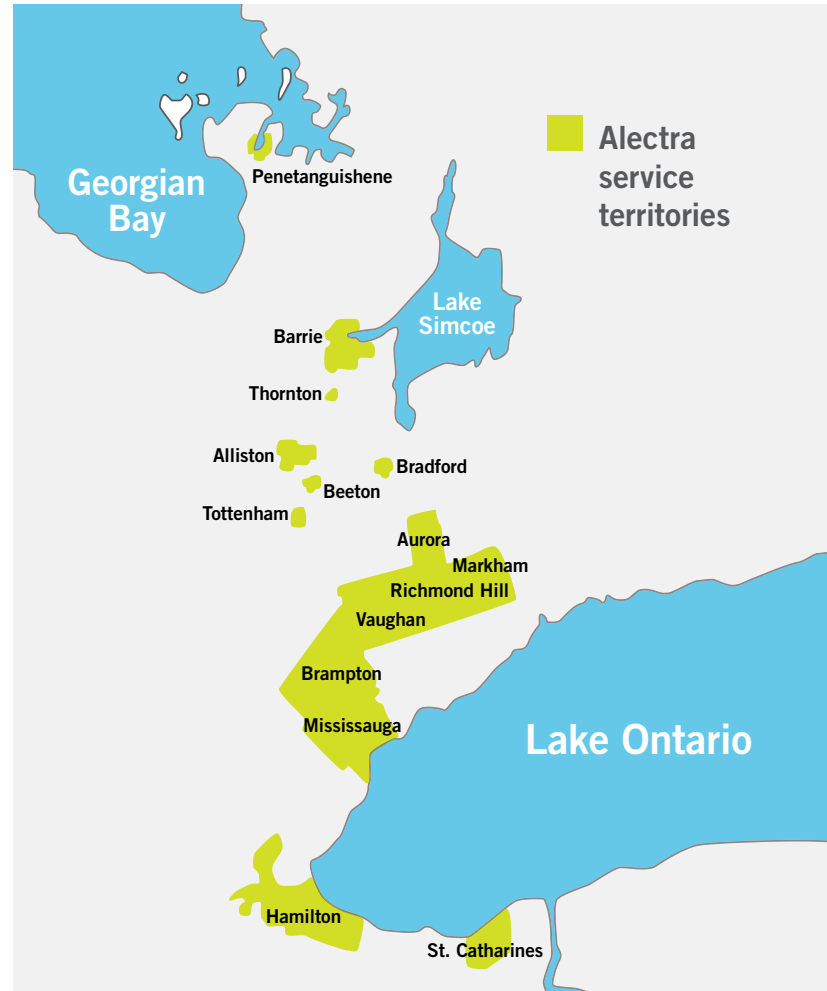 Alectra
service
territories
Penetanguishene
Georgian
Bay
Lake
Simcoe
Barrie
Thornton
Alliston
Bradford
Beeton
Tottenham
Aurora
Markham
Richmond Hill
Vaughan
Brampton
Mississauga
Lake Ontario
Hamilton
St. Catharines